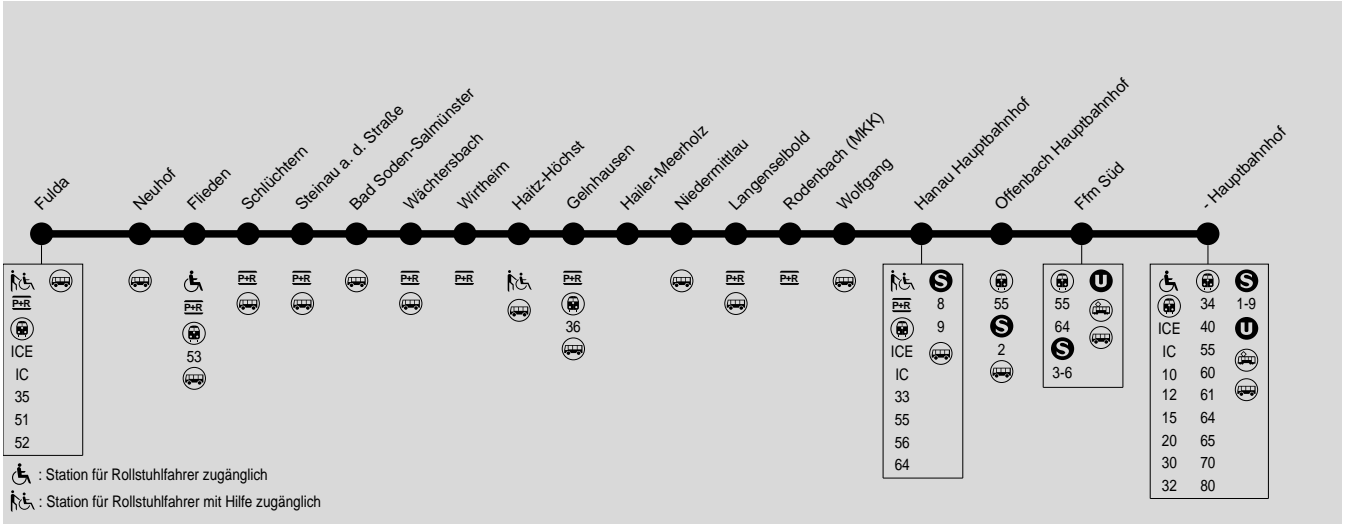 Fulda
Neuhof
Flieden
Schlüchtern
Steinau a. d. Straße
Bad Soden-Salmünster
Wächtersbach
Wirtheim
Haitz-Höchst
Gelnhausen
Hailer-Meerholz
Niedermittlau
Langenselbold
Rodenbach (MKK)
Wolfgang
Hanau Hauptbahnhof
Offenbach Hauptbahnhof
Ffm Süd
- Hauptbahnhof
P+R
ICE
IC
35
51
52
P+R
53
P+R
P+R
P+R
P+R
P+R
36
P+R
P+R
P+R
ICE
IC
33
55
56
64
S
8
9
55
S
2
55
64
S
3-6
U
ICE
IC
10
12
15
20
30
32
34
40
55
60
61
64
65
70
80
S
1-9
U
: Station für Rollstuhlfahrer zugänglich
: Station für Rollstuhlfahrer mit Hilfe zugänglich